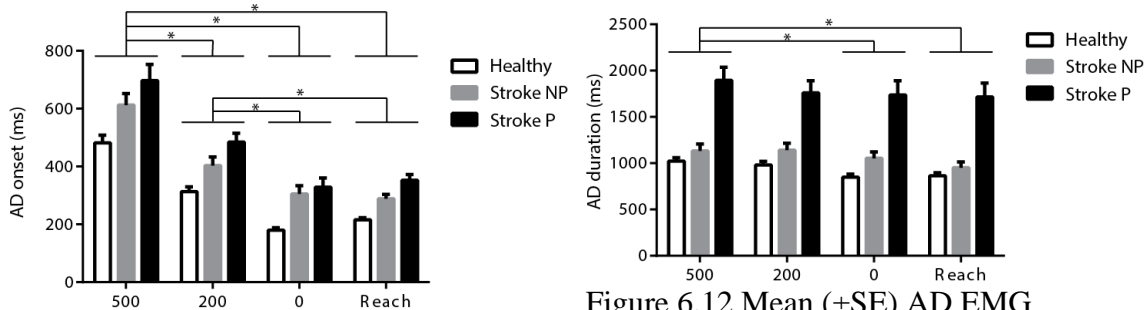 *
*
*
*
*
800
600
400
200
0
AD onset (ms)
500
200
0
Reach
Healthy
Stroke NP
Stroke P
*
*
2500
2000
1500
1000
500
0
AD duration (ms)
500
200
0
Reach
Healthy
Stroke NP
Stroke P
Figure 6.12 Mean (+SE) AD EMG